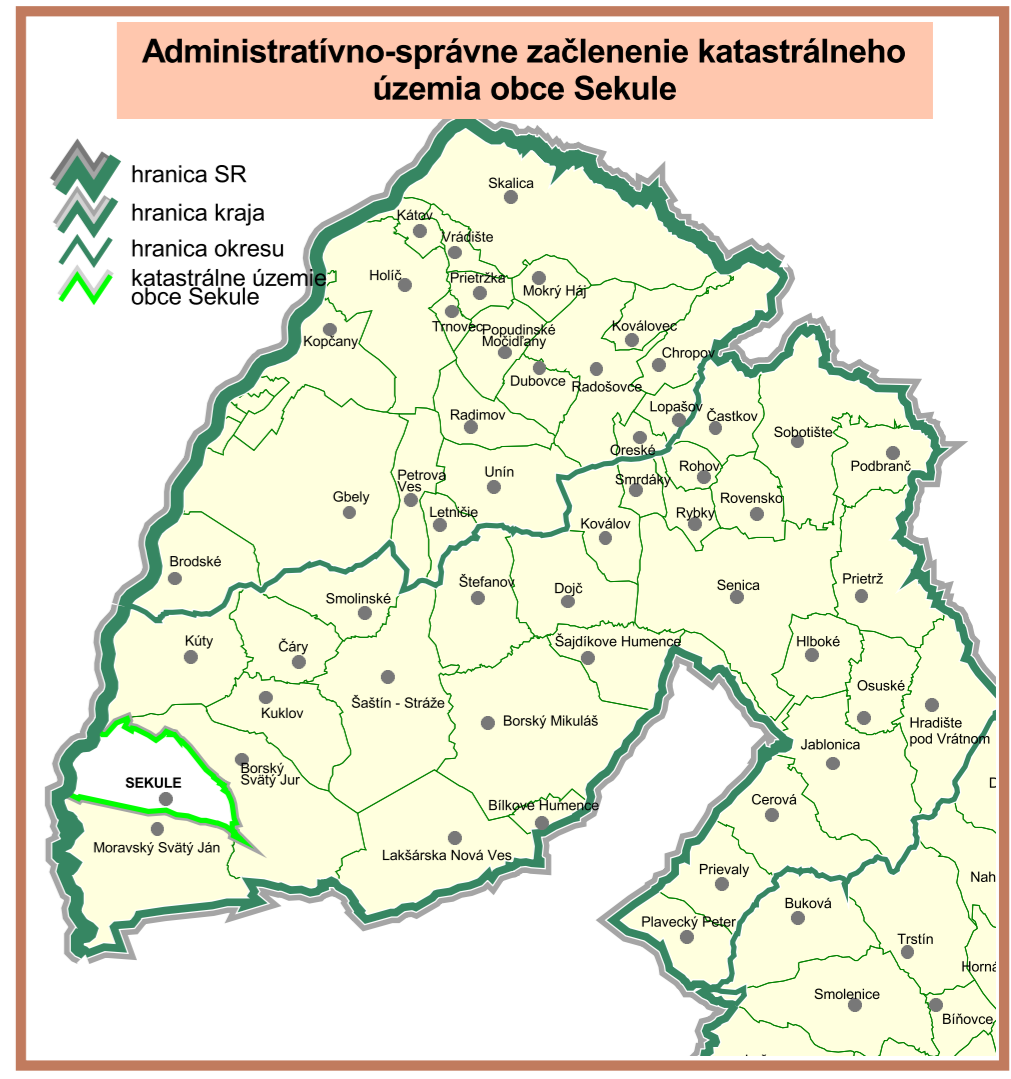 Administratívno-správne začlenenie katastrálneho
územia obce Sekule
hranica SR
hranica kraja
hranica okresu
katastrálne územie
obce Sekule
Skalica
Kátov
Vrádište
Holíč
Prietržka
Mokrý Háj
Trnovec
Kopčany
Popudinské
Močidľany
Koválovec
Chropov
Dubovce
Radošovce
Radimov
Lopašov
Častkov
Sobotište
Oreské
Podbranč
Petrova
Ves
Unín
Smrdáky
Rohov
Rovensko
Gbely
Letničie
Rybky
Koválov
Brodské
Štefanov
Dojč
Senica
Prietrž
Smolinské
Kúty
Čáry
Šajdíkove Humence
Hlboké
Osuské
Šaštín - Stráže
Kuklov
Borský Mikuláš
Hradište
pod Vrátnom
Jablonica
Borský
Svätý Jur
SEKULE
Cerová
Bílkove Humence
Moravský Svätý Ján
Lakšárska Nová Ves
Prievaly
Nah
Buková
Plavecký Peter
Trstín
Horná
Smolenice
Bíňovce